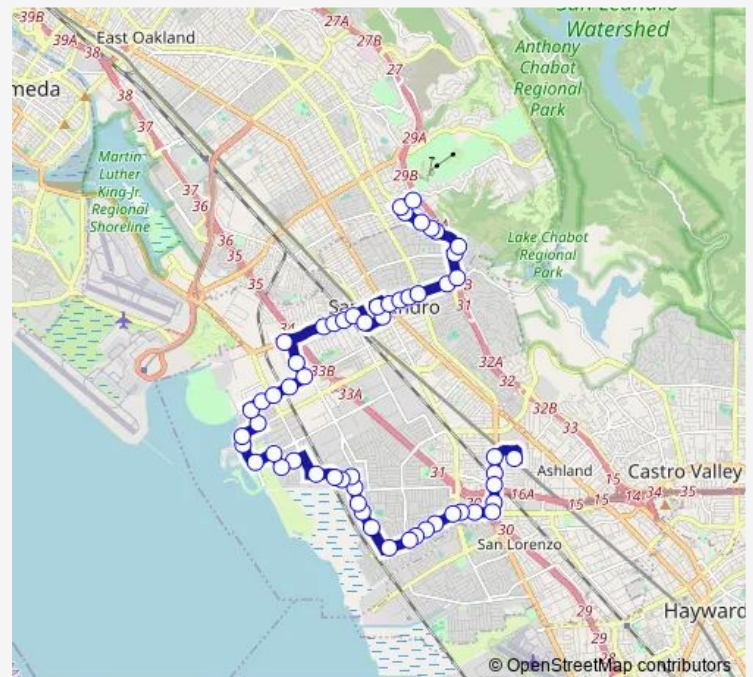 39B
39A
38
East Oakland
27A
27B
27
Watershed
Anthony
Chabot
Regional
Park
meda
38
37
29A
29B
Martin
Luther
King-Jr.
Regional
Shoreline
37
36
36
35
35
Lake Chabot
Regional
Park
31
33B
33A
32A
32
32B
33
31
Ashland
Castro Valley
16A
15
15
14
34
35
30
San Lorenzo
29
29
Hayward
© OpenStreetMap contributors